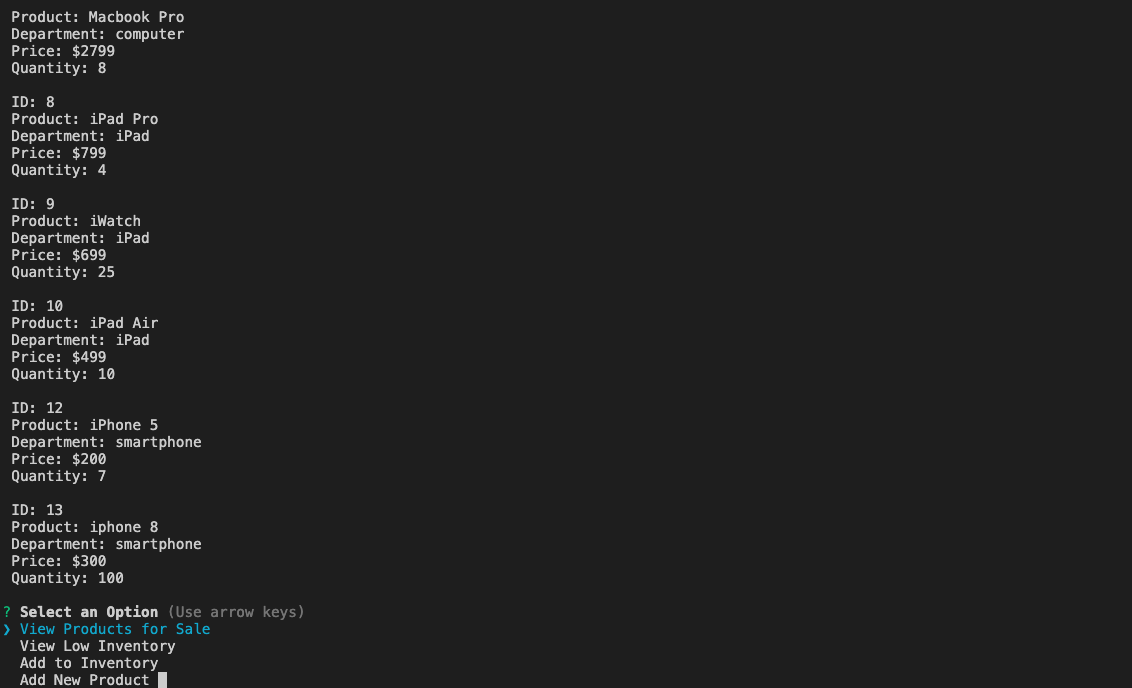 Product: Macbook Pro
Department: computer
Price: $2799
Quantity: 8
ID: 8
Product: iPad Pro
Department: iPad
Price: $799
Quantity: 4
ID: 9
Product: iWatch
Department: iPad
Price: $699
Quantity: 25
ID: 10
Product: iPad Air
Department: iPad
Price: $499
Quantity: 10
ID: 12
Product: iPhone 5
Department: smartphone
Price: $200
Quantity: 7
ID: 13
Product: iphone 8
Department: smartphone
Price: $300
Quantity: 100
? Select an Option (Use arrow keys)
❯ View Products for Sale
View Low Inventory
Add to Inventory
Add New Product